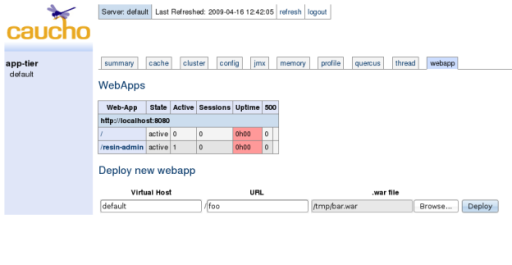 caucho
Server: default Last Refreshed: 2009-04-16 12:42:05 refresh logout
app-tier
default
summary cache cluster config jmx memory profile quercus thread webapp
WebApps
Web-App State Active Sessions Uptime 500
http://localhost:8080
/ active 0 0 0h00 0
/resin-admin active 1 0 0h00 0
Deploy new webapp
Virtual Host URL .war file
default /foo /tmp/bar.war Browse... Deploy